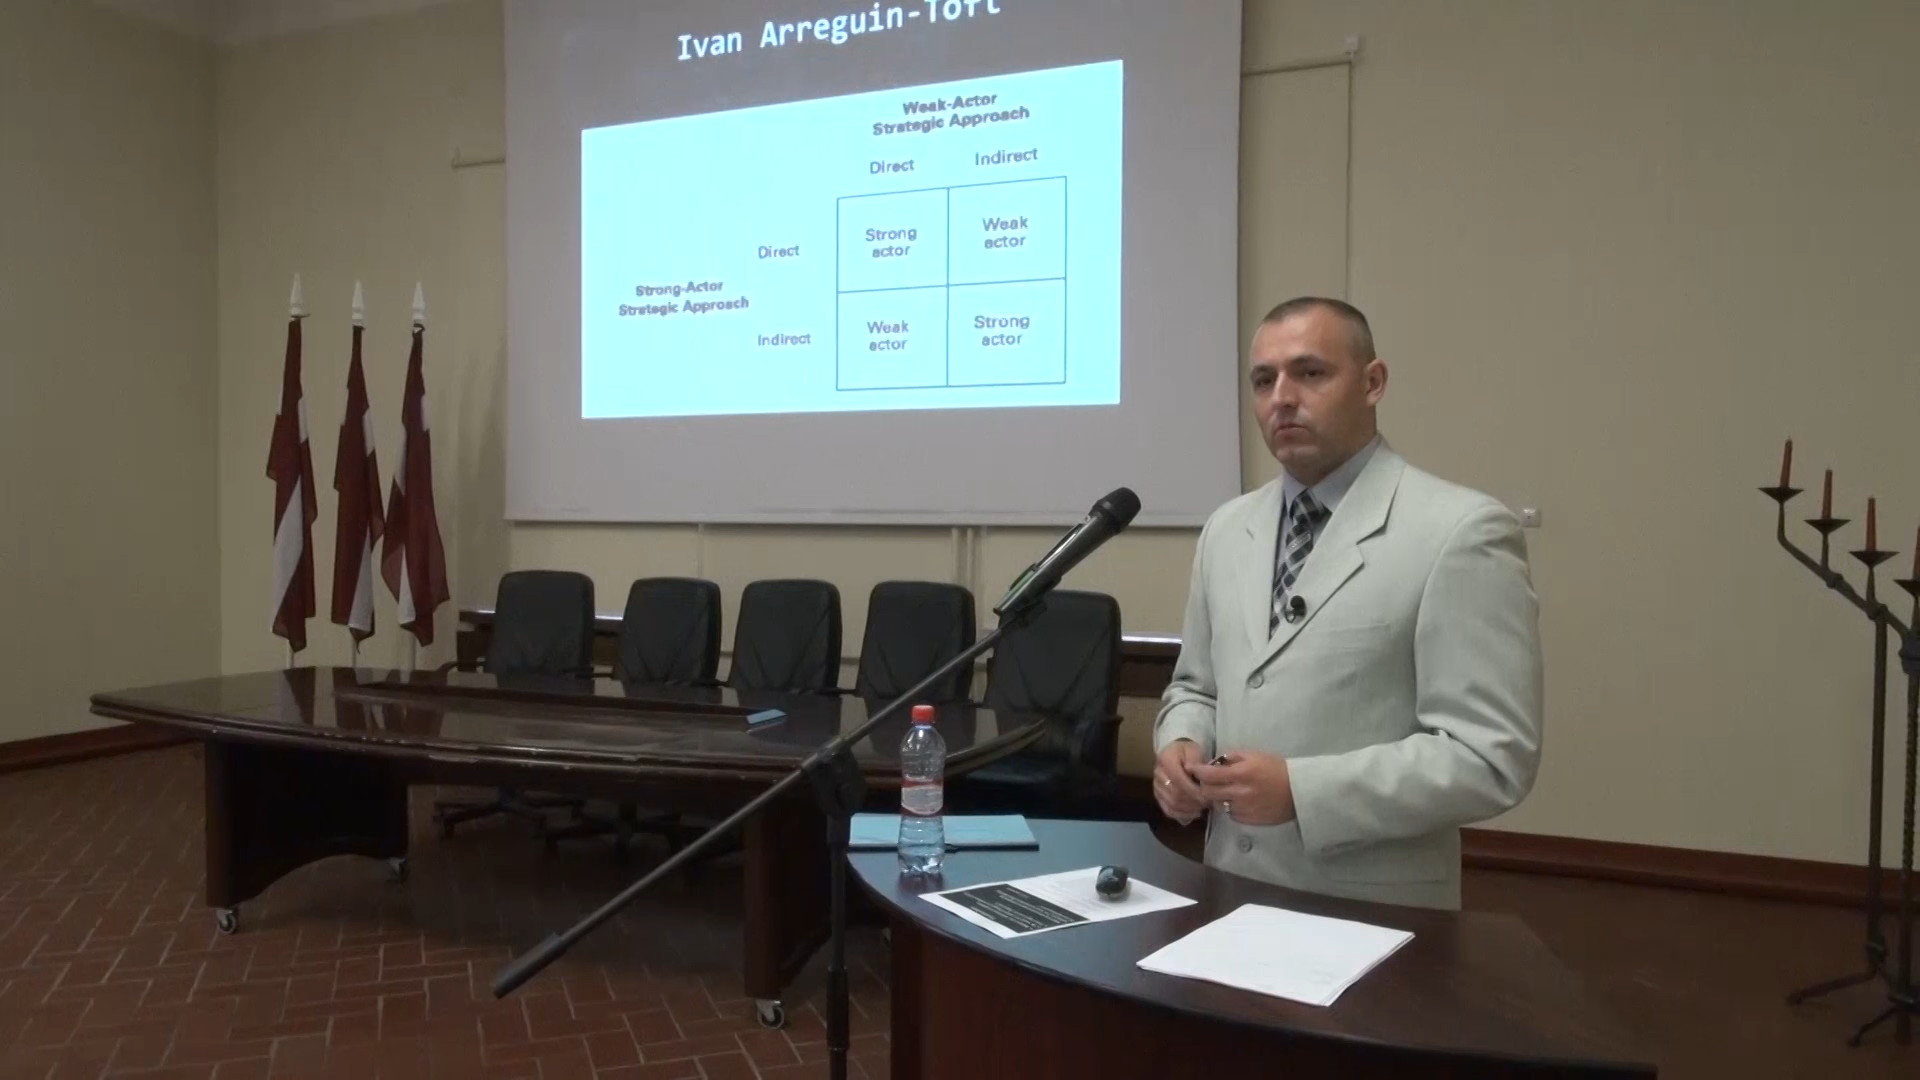 Ivan Arreguin-Toft
Weak-Actor
Strategic Approach
Direct
Indirect
Direct
Strong
actor
Weak
actor
Strong-Actor
Strategic Approach
Indirect
Weak
actor
Strong
actor